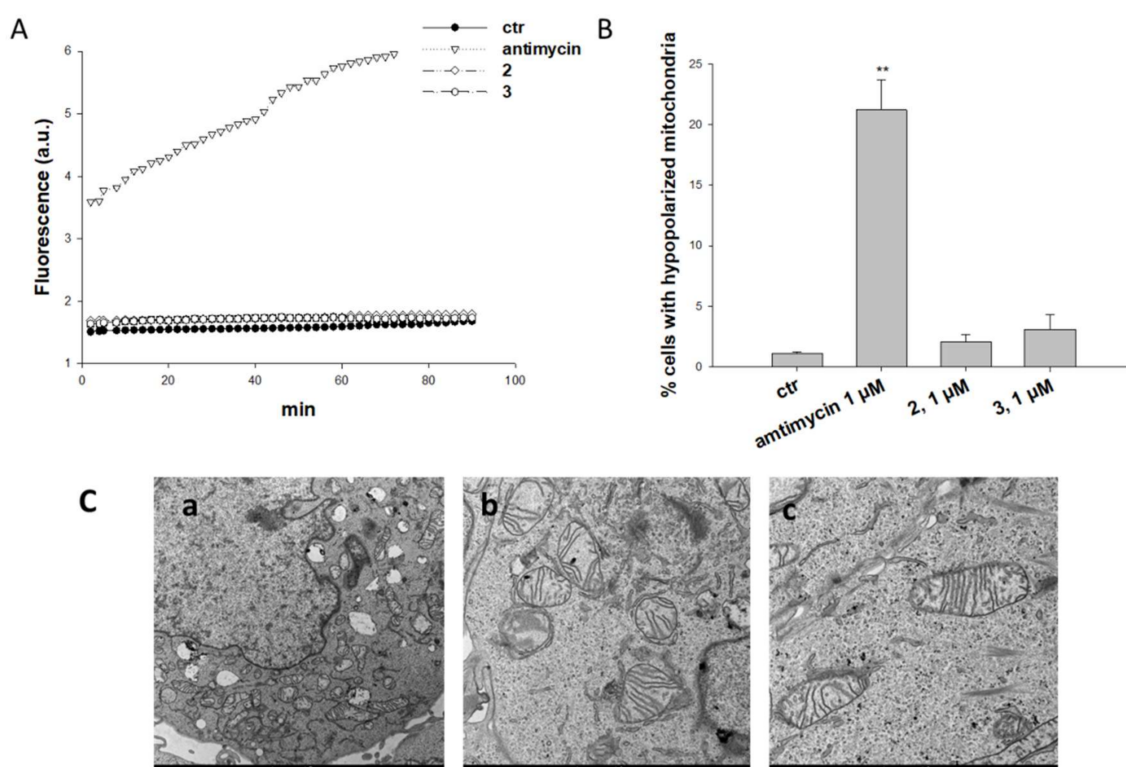 A
ctr
antimycin
2
3
6
5
4
3
2
1
Fluorescence (a.u.)
0
20
40
60
80
100
min
B
**
25
20
15
10
5
0
% cells with hypopolarized mitochondria
ctr
amtimycin 1 µM
2, 1 µM
3, 1 µM
C
a
b
c